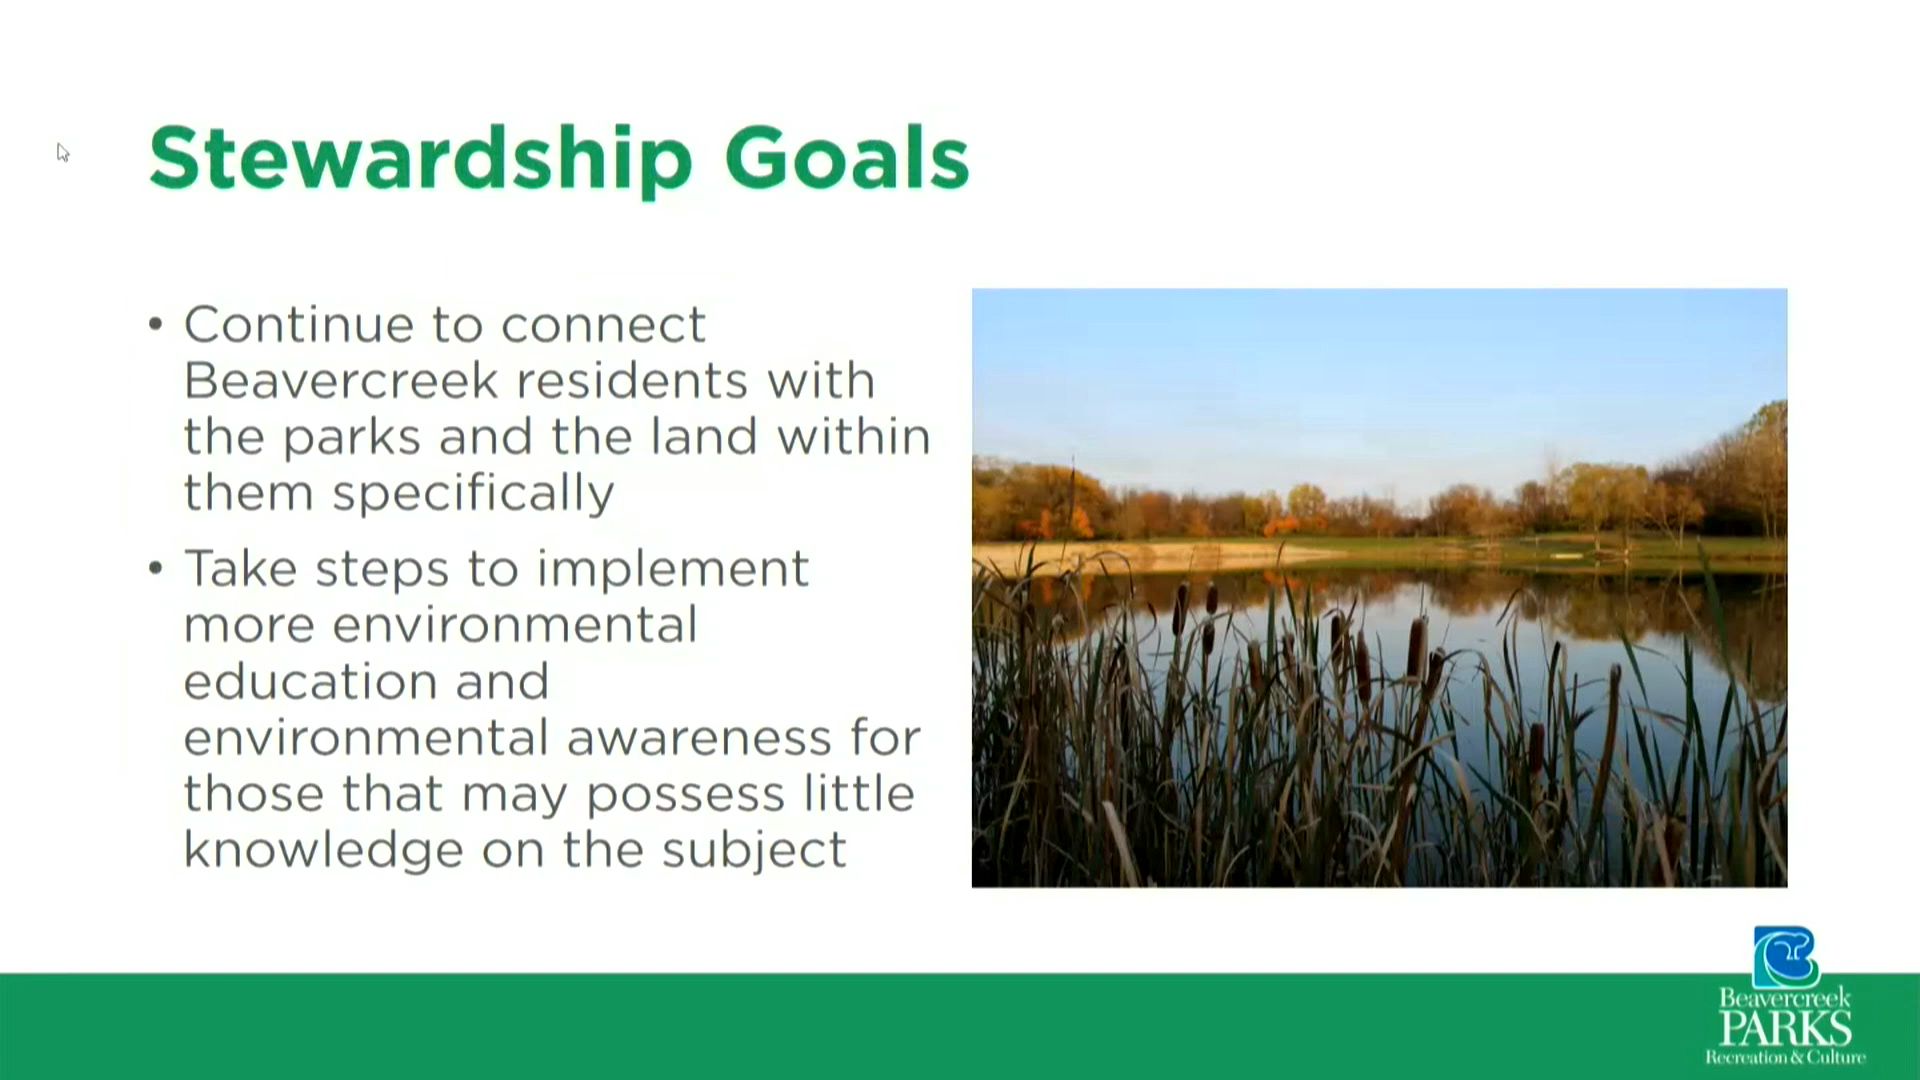 Stewardship Goals
• Continue to connect
Beavercreek residents with
the parks and the land within
them specifically
• Take steps to implement
more environmental
education and
environmental awareness for
those that may possess little
knowledge on the subject
Beavercreek
PARKS
Recreation & Culture